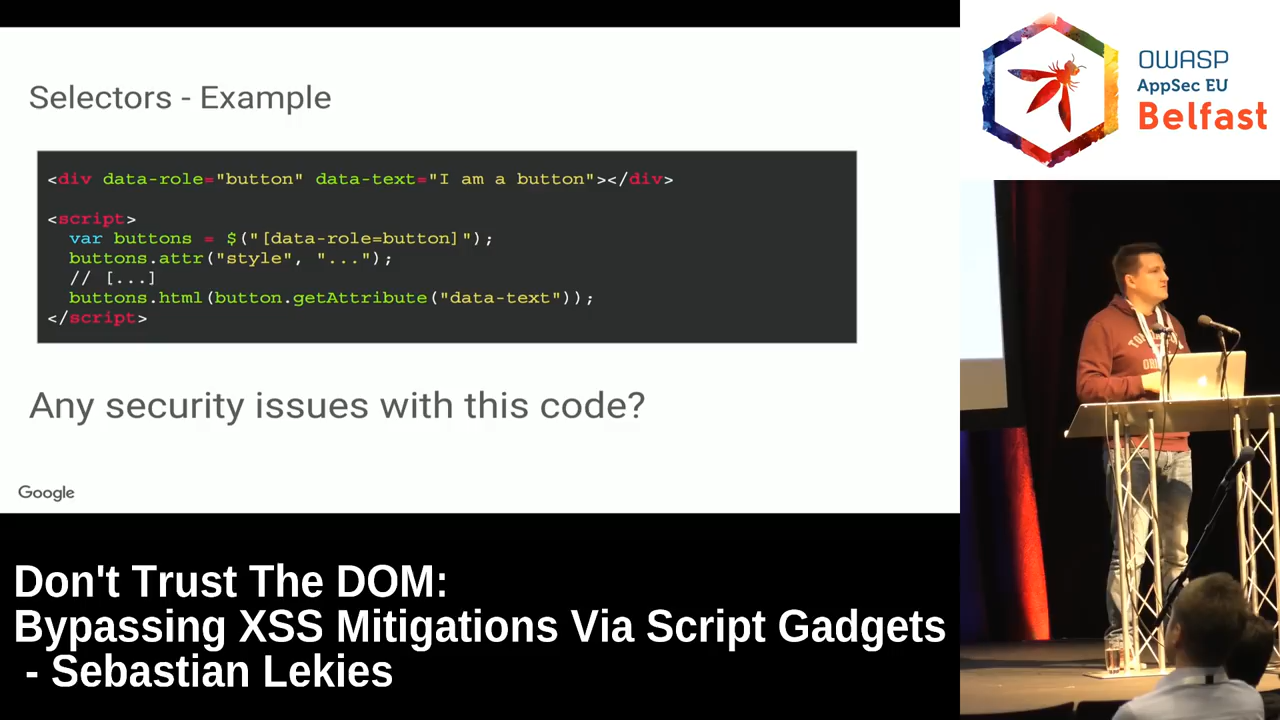 Selectors - Example
<div data-role="button" data-text="I am a button"></div>
<script>
var buttons = $("[data-role=button]");
buttons.attr("style", "...");
// [...]
buttons.html(button.getAttribute("data-text"));
</script>
Any security issues with this code?
Google
Don't Trust The DOM:
Bypassing XSS Mitigations Via Script Gadgets
- Sebastian Lekies
OWASP
AppSec EU
Belfast